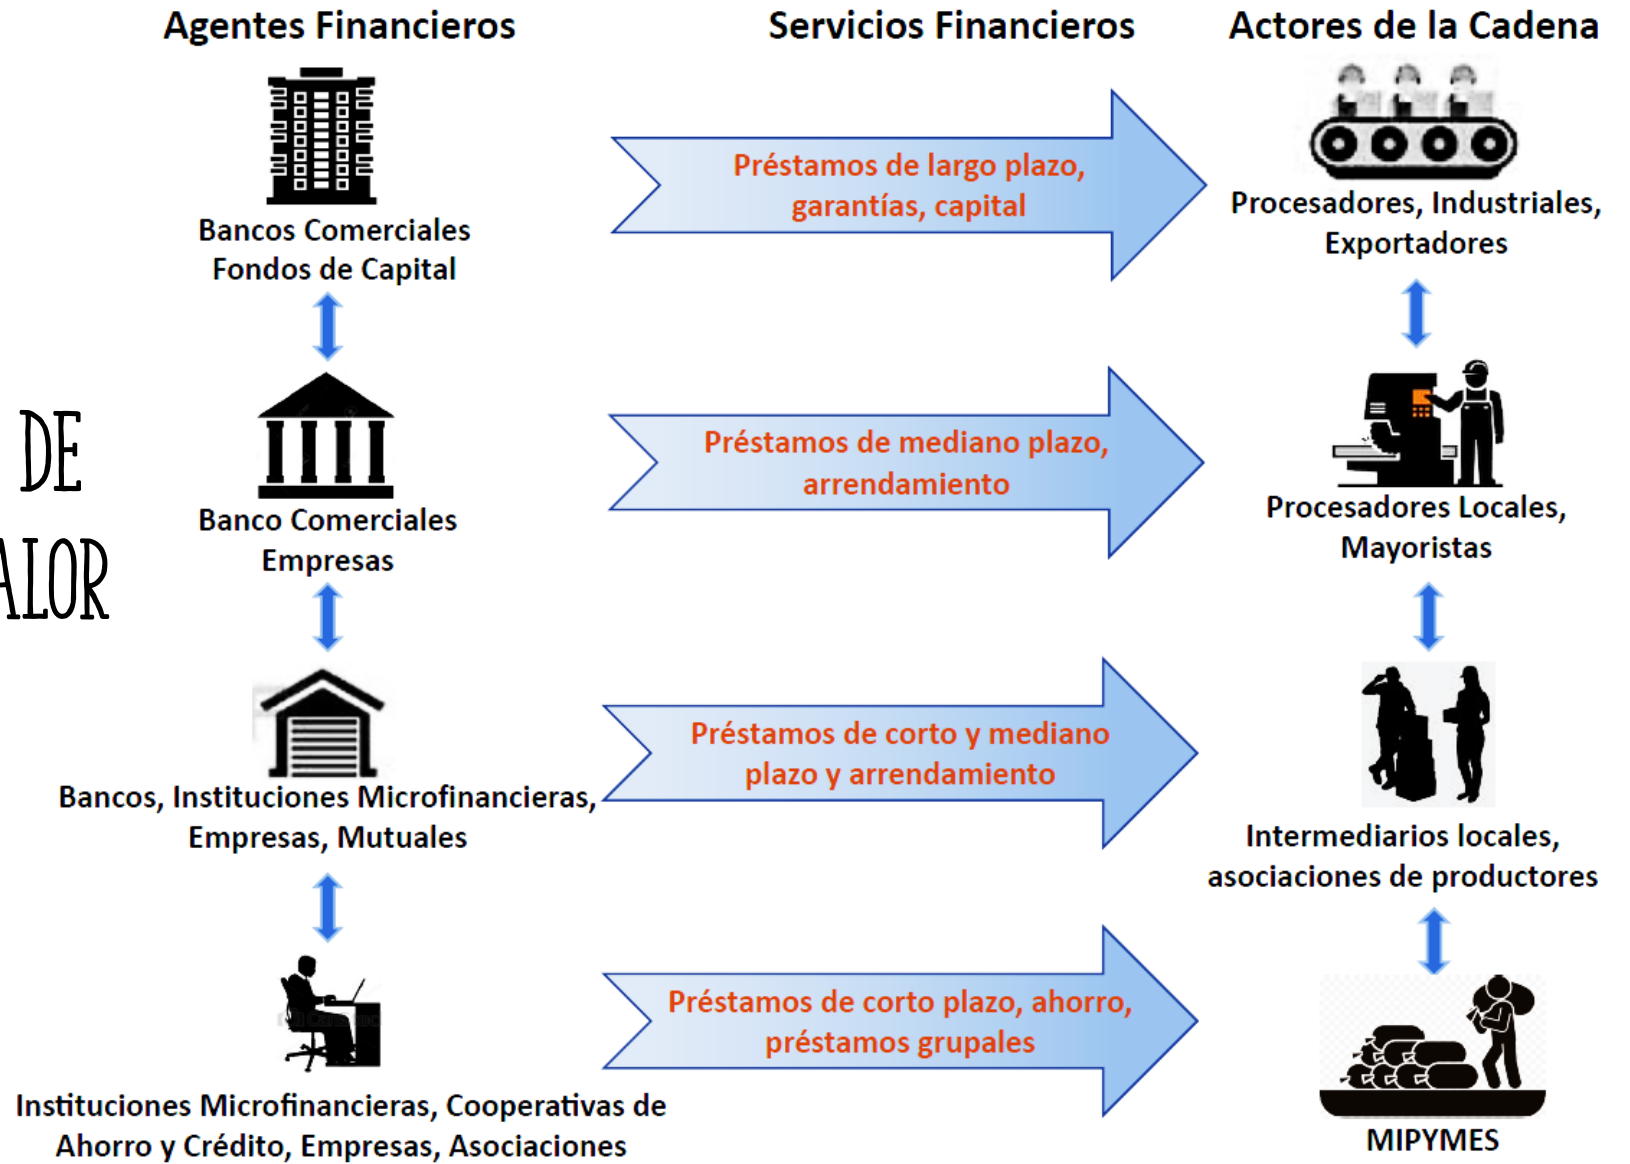 Agentes Financieros
Servicios Financieros
Actores de la Cadena
Bancos Comerciales
Fondos de Capital
Préstamos de largo plazo,
garantías, capital
Procesadores, Industriales,
Exportadores
DE
ALOR
Banco Comerciales
Empresas
Préstamos de mediano plazo,
arrendamiento
Procesadores Locales,
Mayoristas
Bancos, Instituciones Microfinancieras,
Empresas, Mutuales
Préstamos de corto y mediano
plazo y arrendamiento
Intermediarios locales,
asociaciones de productores
Instituciones Microfinancieras, Cooperativas de
Ahorro y Crédito, Empresas, Asociaciones
Préstamos de corto plazo, ahorro,
préstamos grupales
MIPYMES